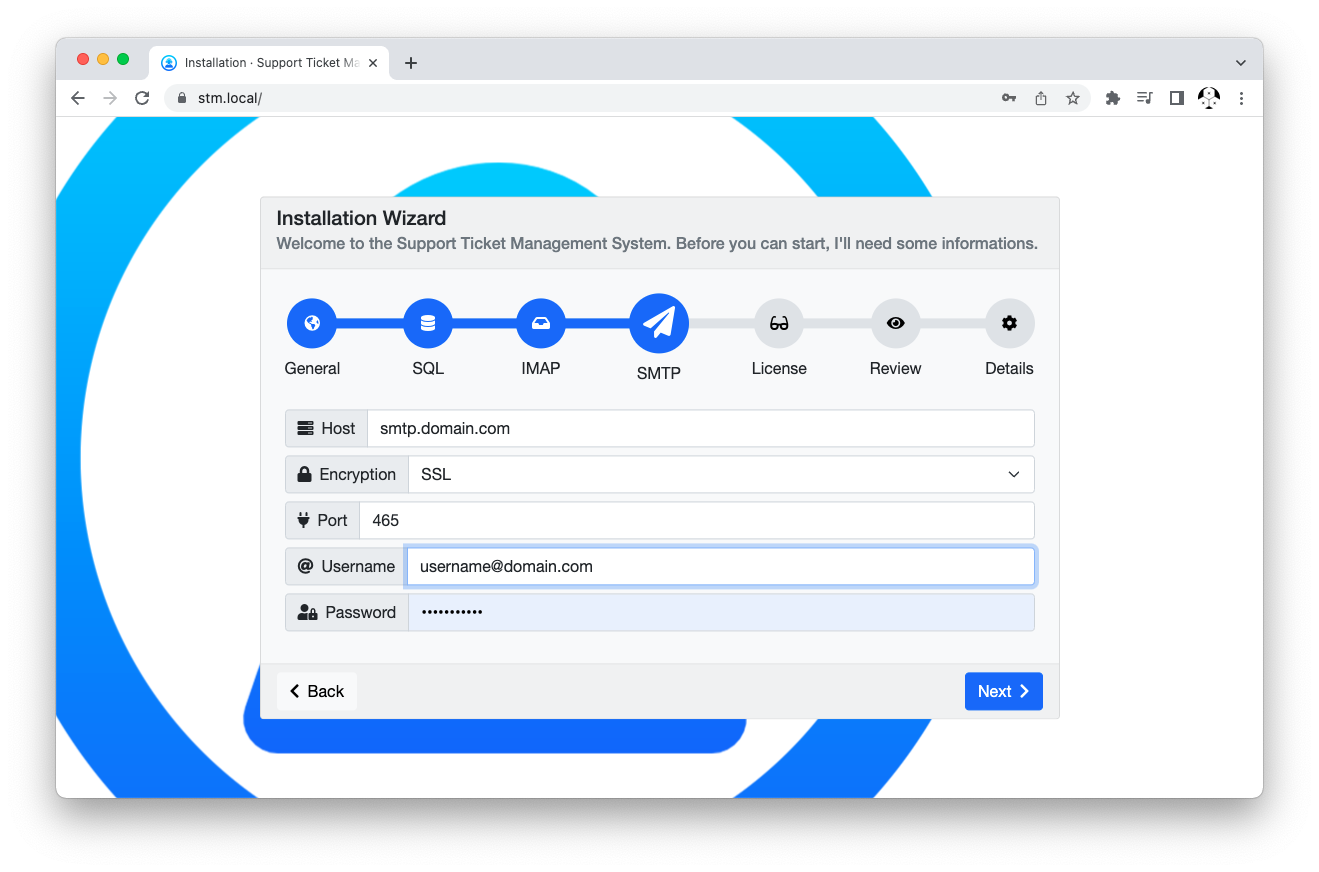 Installation · Support Ticket Ma
stm.local/
Installation Wizard
Welcome to the Support Ticket Management System. Before you can start, I'll need some informations.
General SQL IMAP SMTP License Review Details
Host smtp.domain.com
Encryption SSL
Port 465
@ Username username@domain.com
Password •••••••••••
Back Next